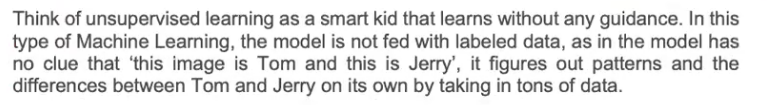 Think of unsupervised learning as a smart kid that learns without any guidance. In this
type of Machine Learning, the model is not fed with labeled data, as in the model has
no clue that ‘this image is Tom and this is Jerry’, it figures out patterns and the
differences between Tom and Jerry on its own by taking in tons of data.